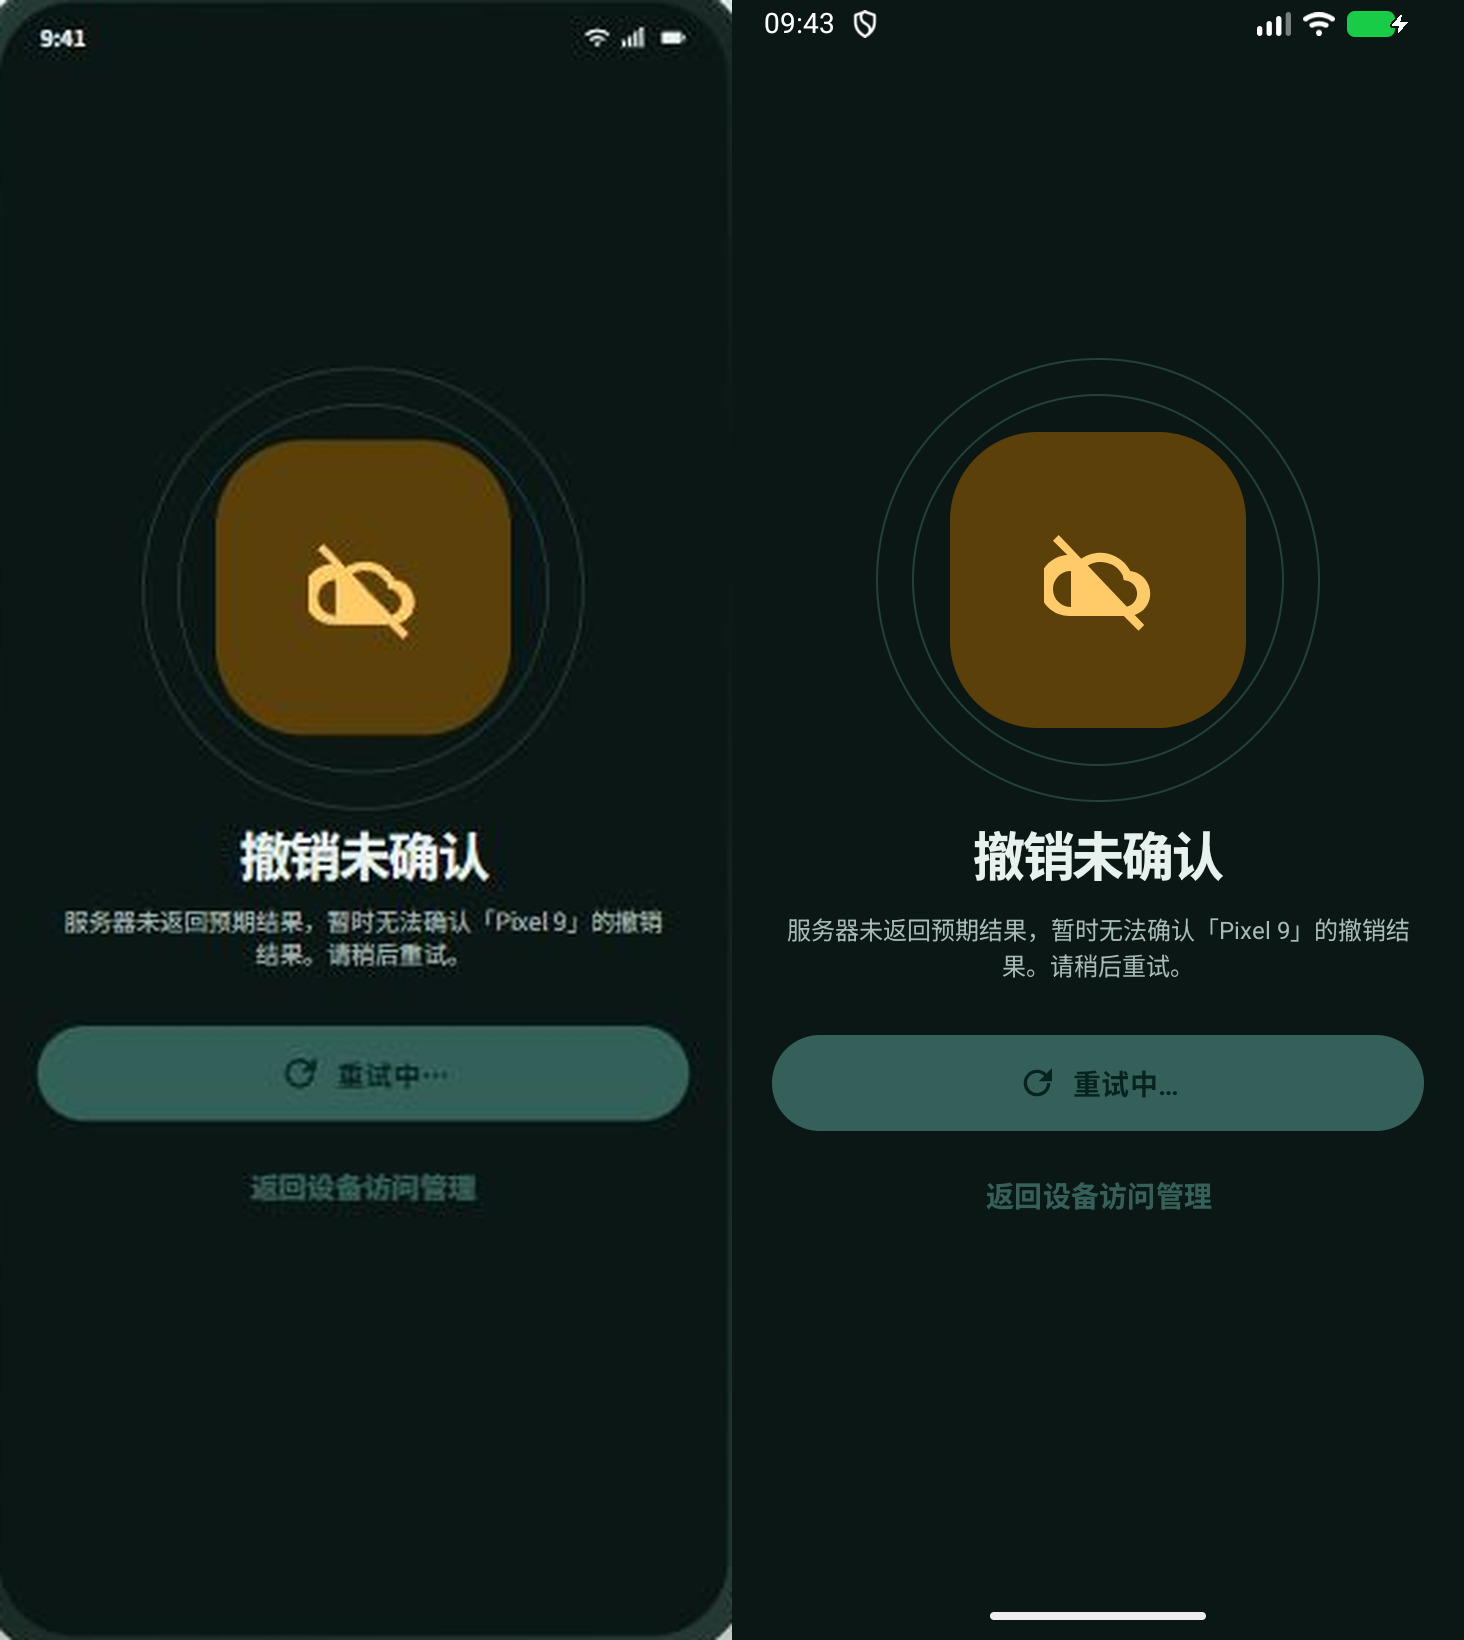 9:41
撤销未确认
服务器未返回预期结果，暂时无法确认「Pixel 9」的撤销
结果。请稍后重试。
重试中…
返回设备访问管理
09:43
撤销未确认
服务器未返回预期结果，暂时无法确认「Pixel 9」的撤销结
果。请稍后重试。
重试中...
返回设备访问管理